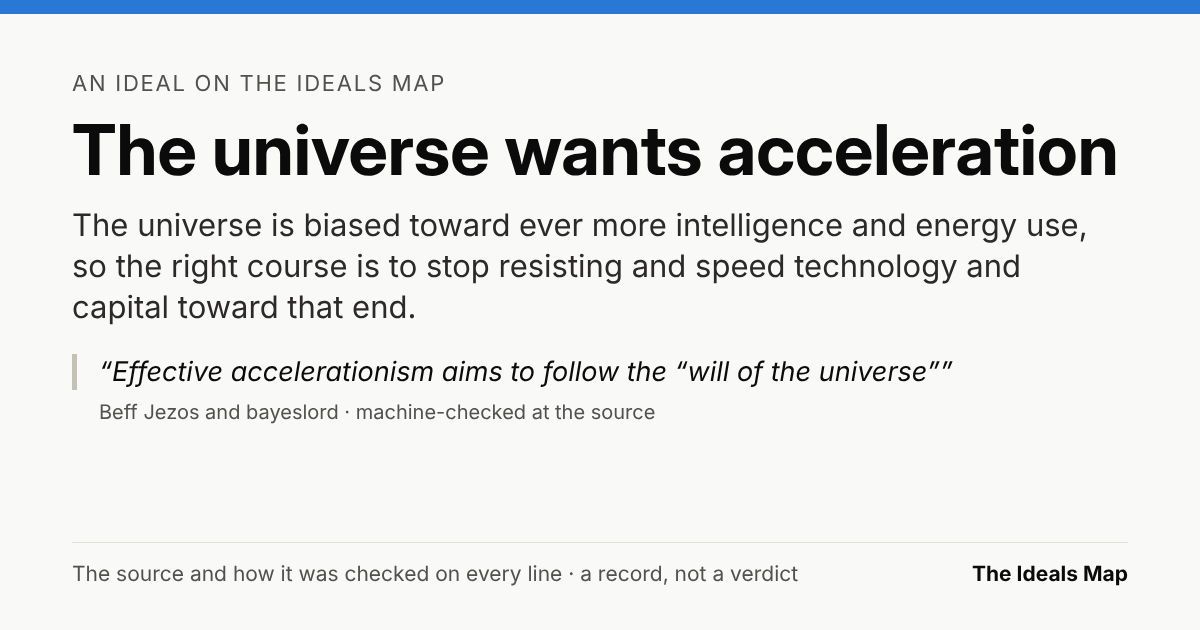 AN IDEAL ON THE IDEALS MAP
The universe wants acceleration
The universe is biased toward ever more intelligence and energy use,
so the right course is to stop resisting and speed technology and
capital toward that end.
“Effective accelerationism aims to follow the “will of the universe””
Beff Jezos and bayeslord · machine-checked at the source
The source and how it was checked on every line · a record, not a verdict
The Ideals Map